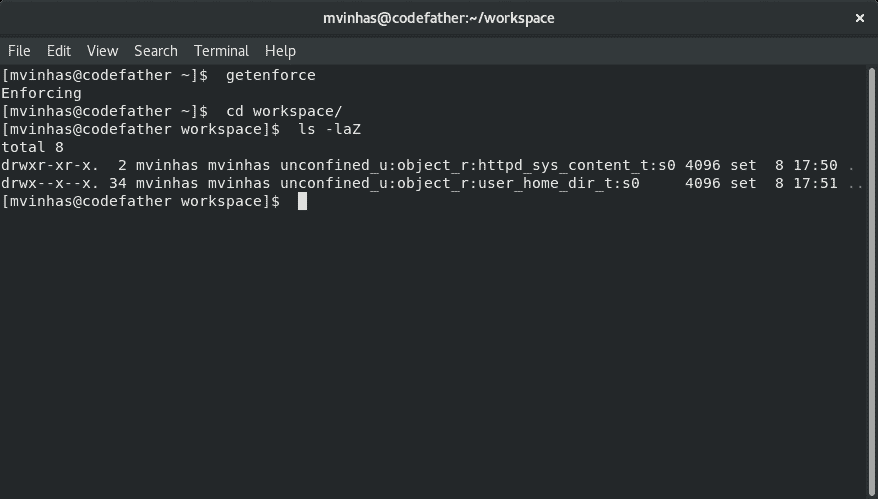 mvinhas@codefather:~/workspace
File Edit View Search Terminal Help
[mvinhas@codefather ~]$  getenforce
Enforcing
[mvinhas@codefather ~]$  cd workspace/
[mvinhas@codefather workspace]$  ls -laZ
total 8
drwxr-xr-x.  2 mvinhas mvinhas unconfined_u:object_r:httpd_sys_content_t:s0 4096 set  8 17:50 .
drwx--x--x. 34 mvinhas mvinhas unconfined_u:object_r:user_home_dir_t:s0     4096 set  8 17:51 ..
[mvinhas@codefather workspace]$